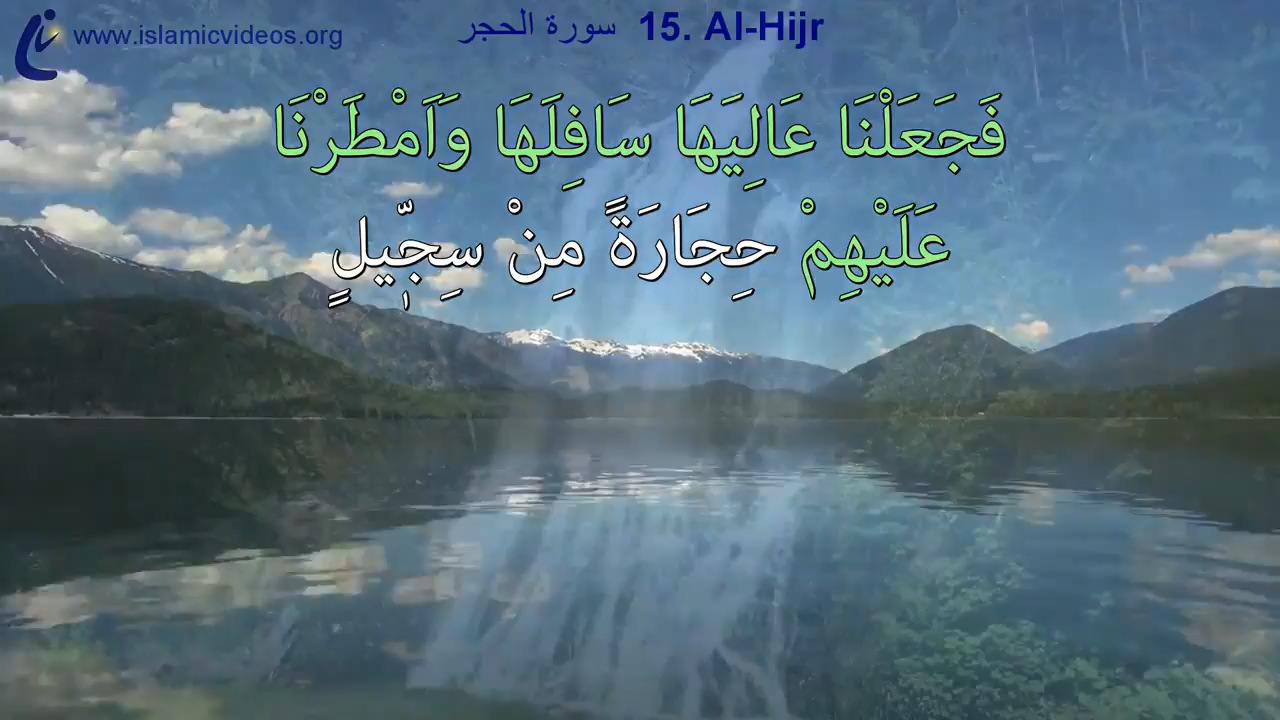 www.islamicvideos.org سورة الحجر 15. Al-Hijr
فَجَعَلْنَا عَالِيَهَا سَافِلَهَا وَاَمْطَرْنَا
عَلَيْهِمْ حِجَارَةً مِنْ سِجّ۪يلٍ